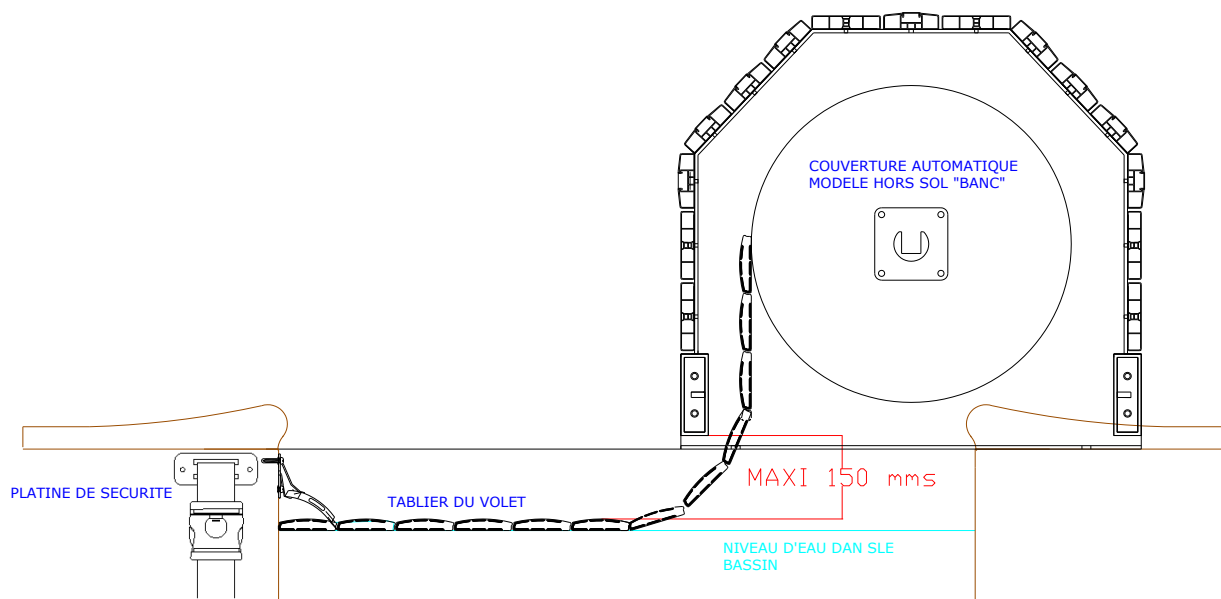 COUVERTURE AUTOMATIQUE
MODELE HORS SOL "BANC"
MAXI 150 mms
PLATINE DE SECURITE
TABLIER DU VOLET
NIVEAU D'EAU DAN SLE
BASSIN